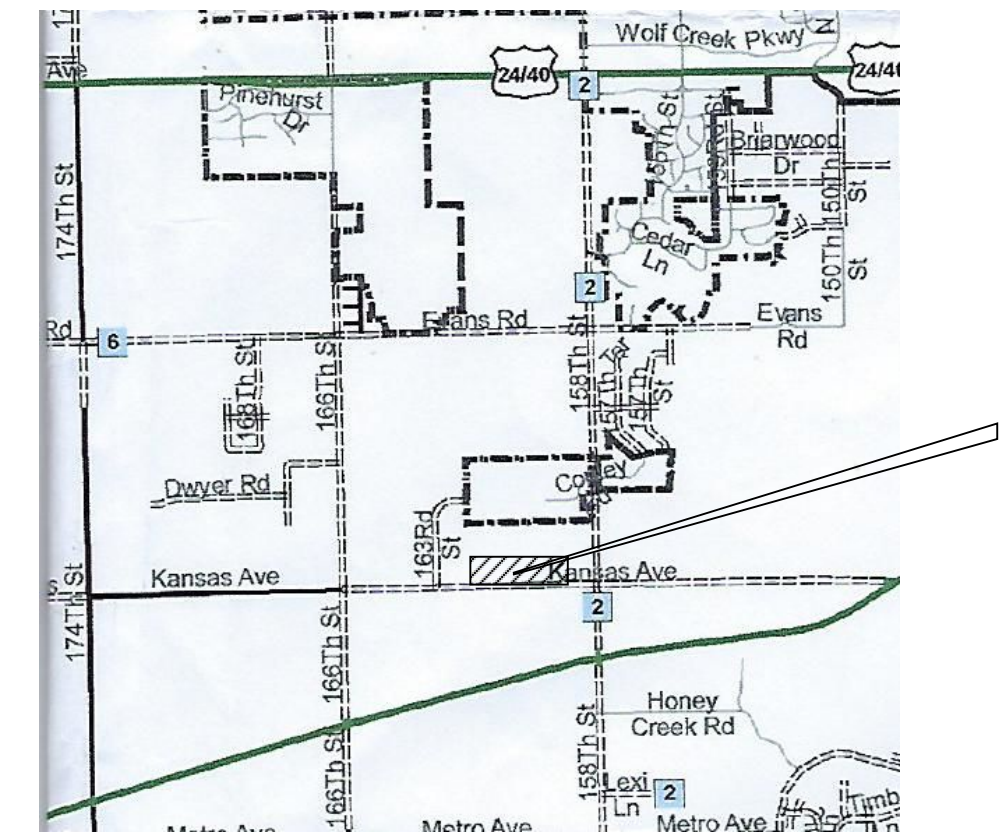 Wolf Creek Pkwy
N
Ave
24/40
2
24/40
Pinehurst
Dr
Briarwood
Dr
174Th St
150Th
St
Cedar
Ln
150Th
St
2
Evans Rd
Evans
Rd
Rd
6
168Th St
166Th S
158Th St
157Th Ter
157Th
St
Dwyer Rd
163Rd
St
Kansas Ave
Kansas Ave
174Th St
2
166Th St
Honey
Creek Rd
166Th St
158Th St
Lexi
Ln
2
Timb
Metro Ave
Metro Ave
Metro Ave